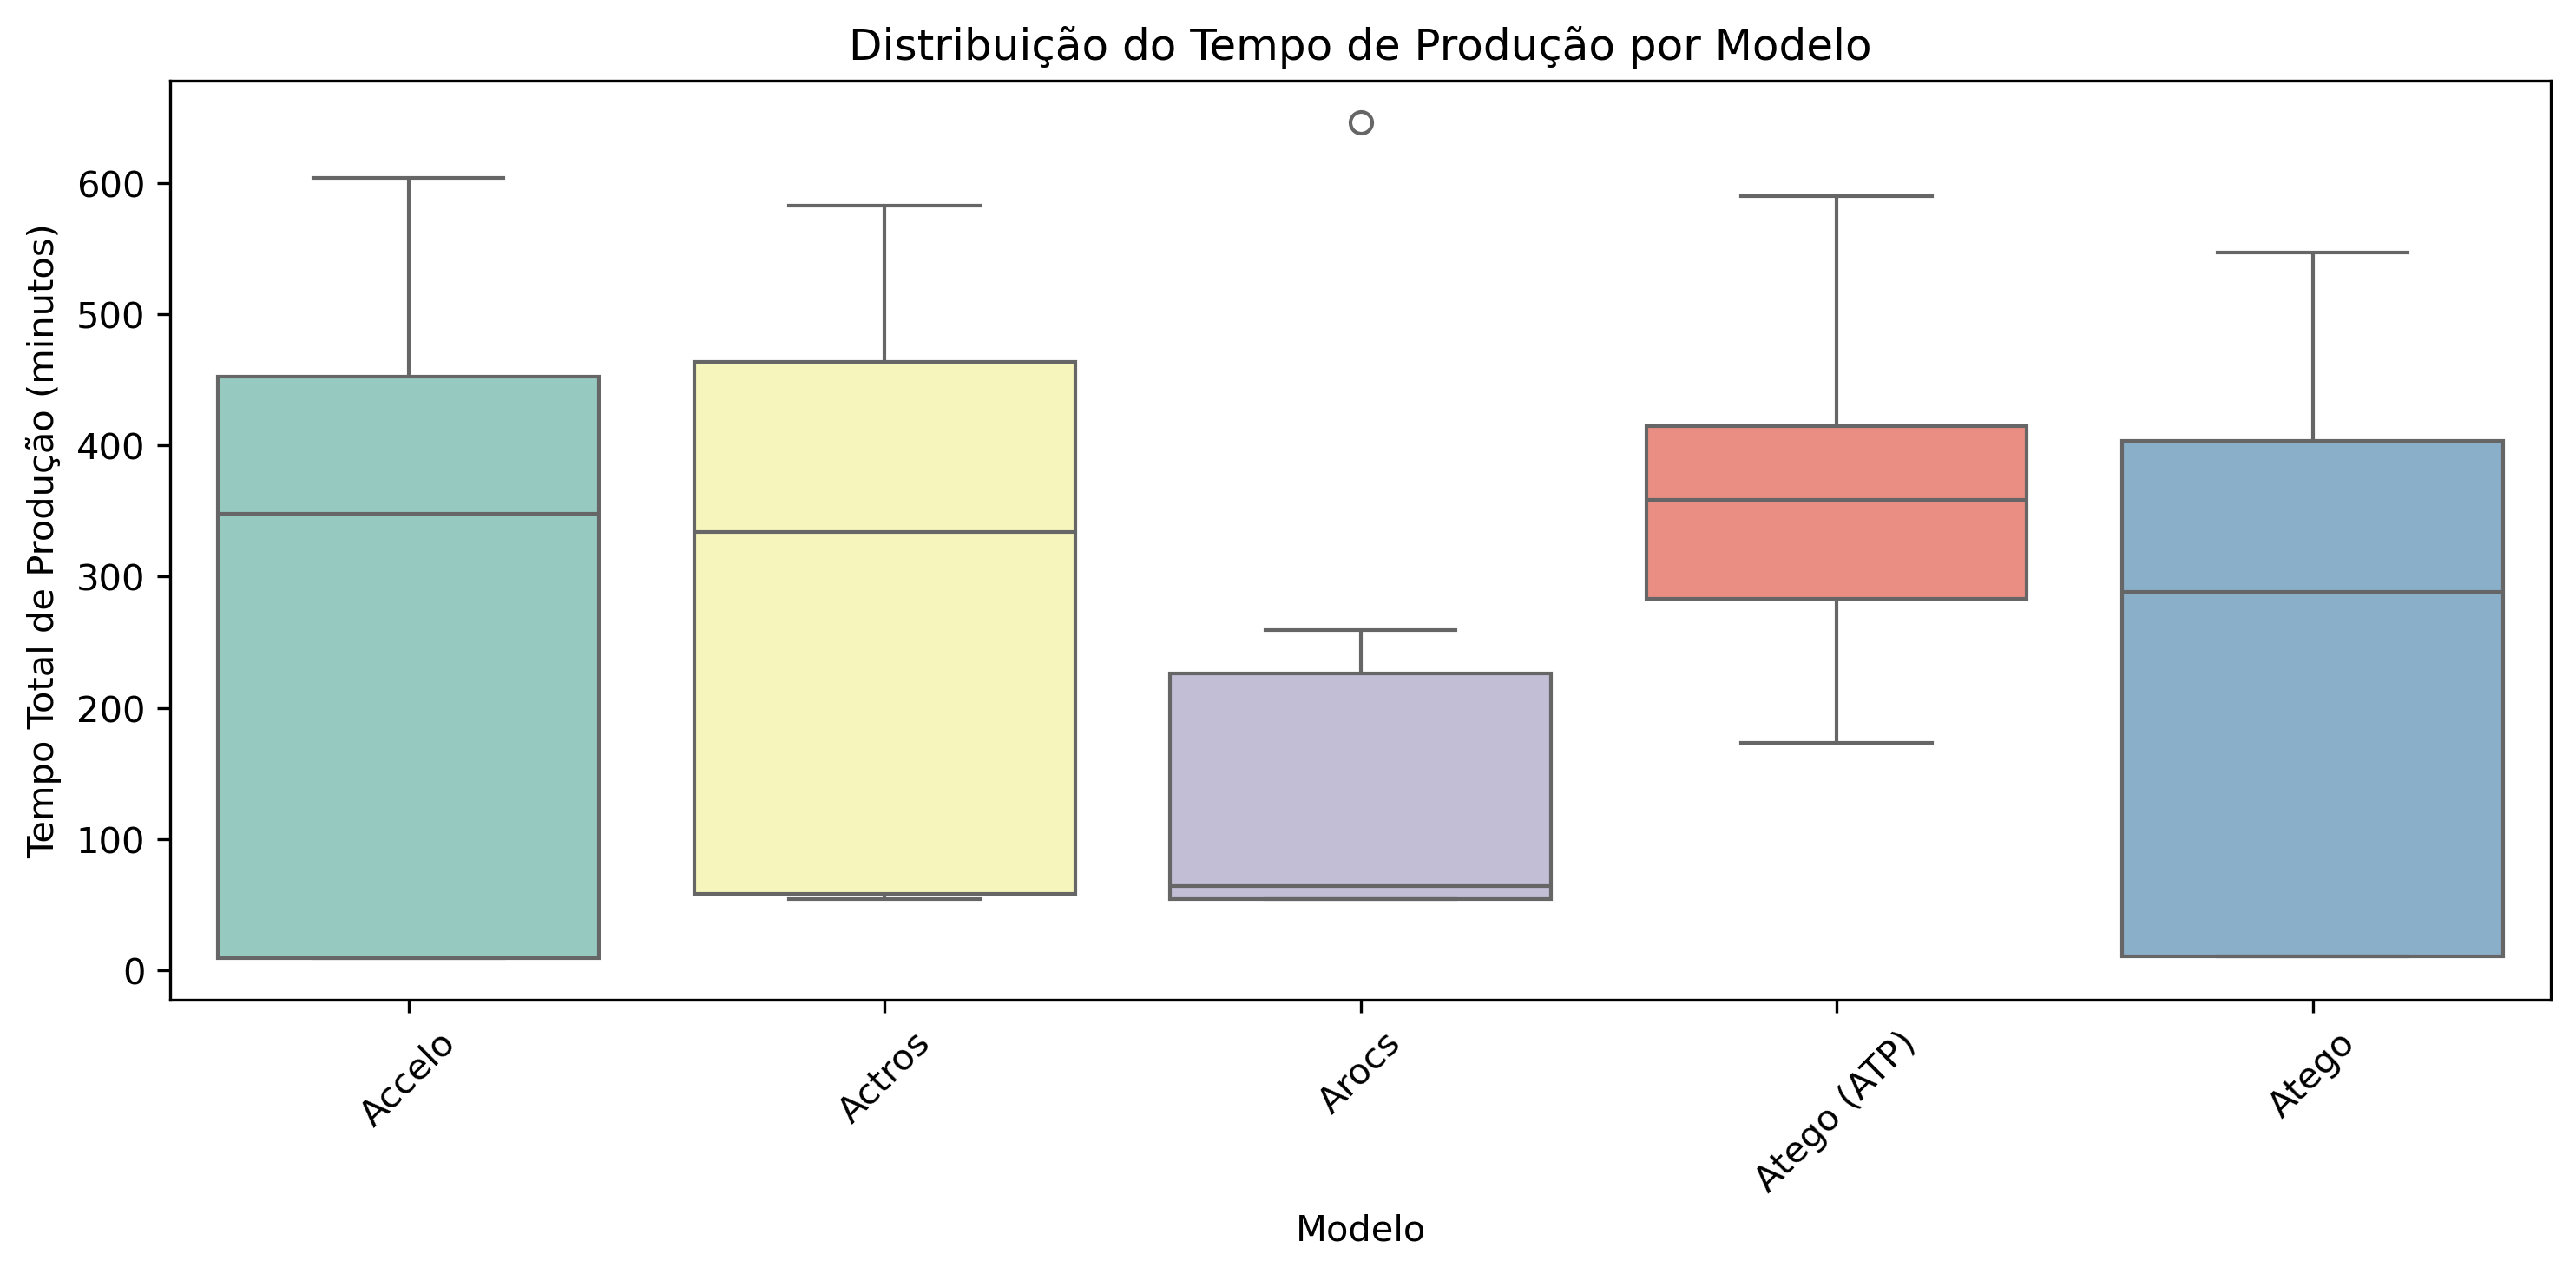 Distribuição do Tempo de Produção por Modelo
Tempo Total de Produção (minutos)
600
500
400
300
200
100
0
Accelo
Actros
Arocs
Atego (ATP)
Atego
Modelo